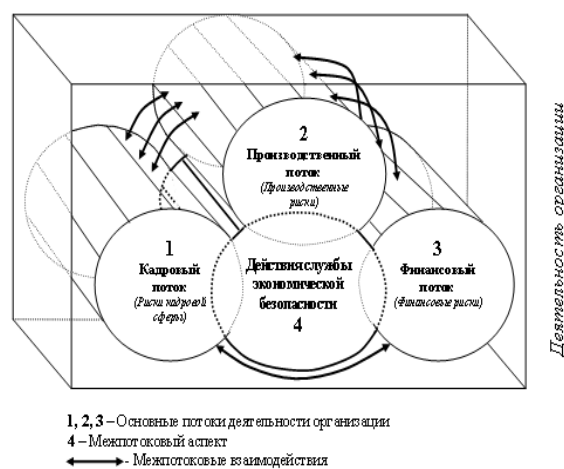 2
Производственный
поток
(Производственные
риски)
1
Кадровый
поток
(Риски кадровой
сферы)
Действия службы
экономической
безопасности
4
3
Финансовый
поток
(Финансовые риски)
Деятельность организации
1, 2, 3 – Основные потоки деятельности организации
4 – Межпотоковый аспект
- Межпотоковые взаимодействия